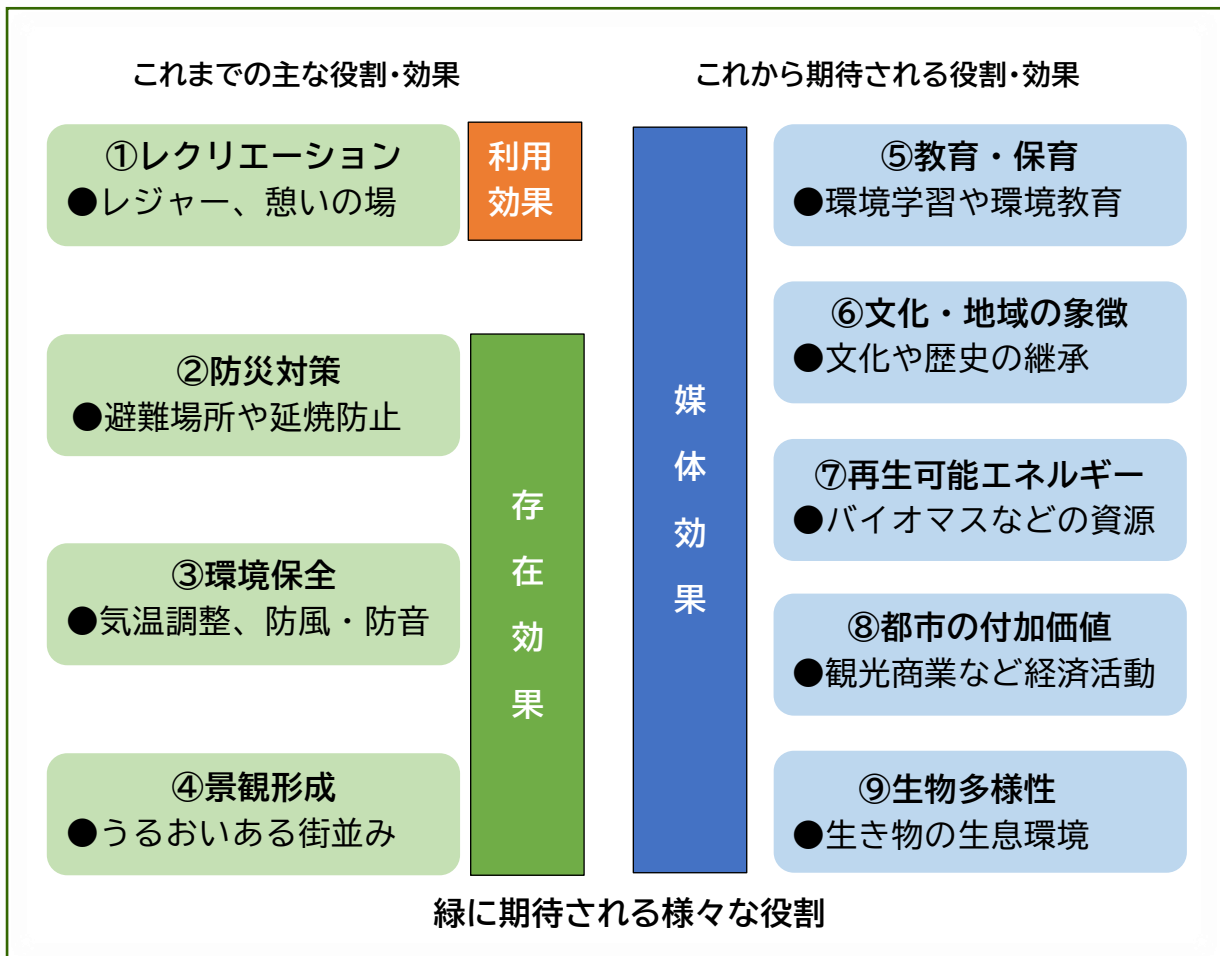 これまでの主な役割・効果
①レクリエーション
●レジャー、憩いの場
利用
効果
②防災対策
●避難場所や延焼防止
③環境保全
●気温調整、防風・防音
④景観形成
●うるおいある街並み
存在効果
これから期待される役割・効果
媒体効果
⑤教育・保育
●環境学習や環境教育
⑥文化・地域の象徴
●文化や歴史の継承
⑦再生可能エネルギー
●バイオマスなどの資源
⑧都市の付加価値
●観光商業など経済活動
⑨生物多様性
●生き物の生息環境
緑に期待される様々な役割